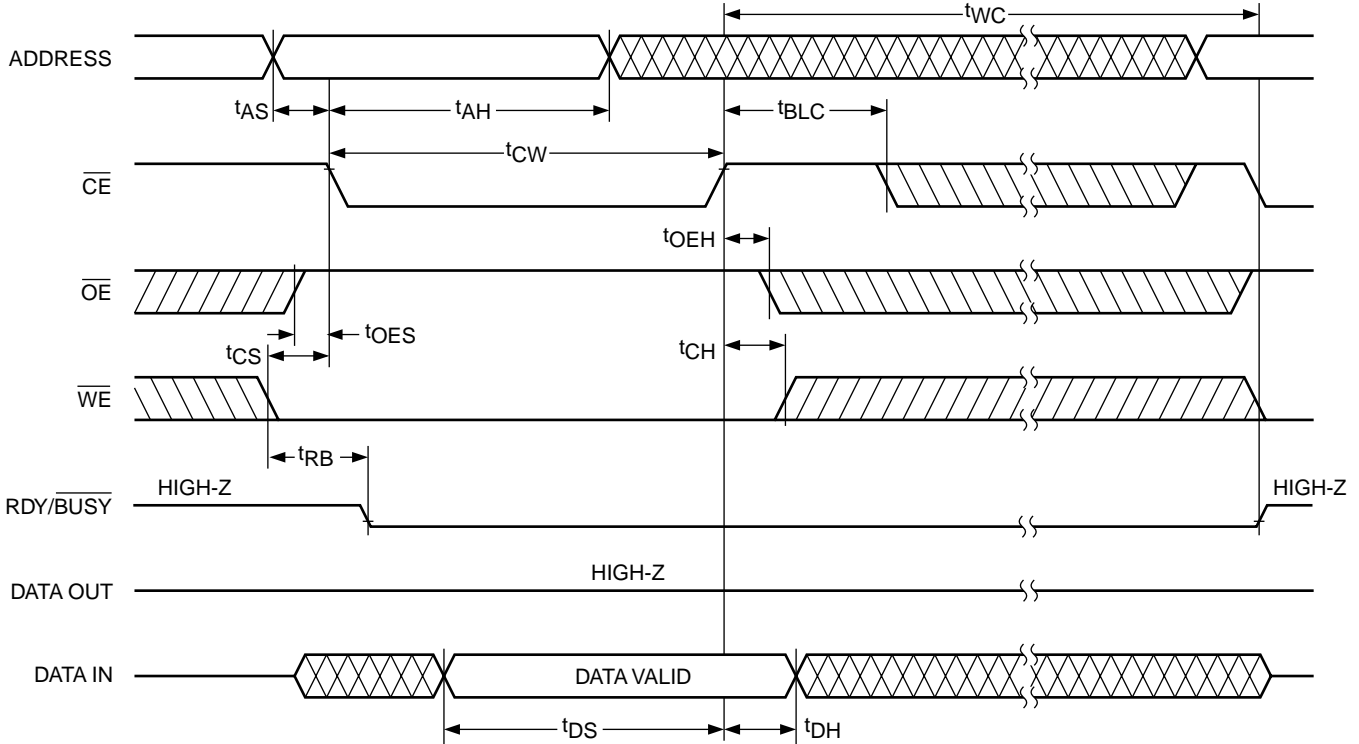 tWC
ADDRESS
tAS
tAH
tBLC
tCW
CE
tOEH
OE
tOES
tCS
tCH
WE
tRB
HIGH-Z
HIGH-Z
RDY/BUSY
HIGH-Z
DATA OUT
DATA IN
DATA VALID
tDS
tDH